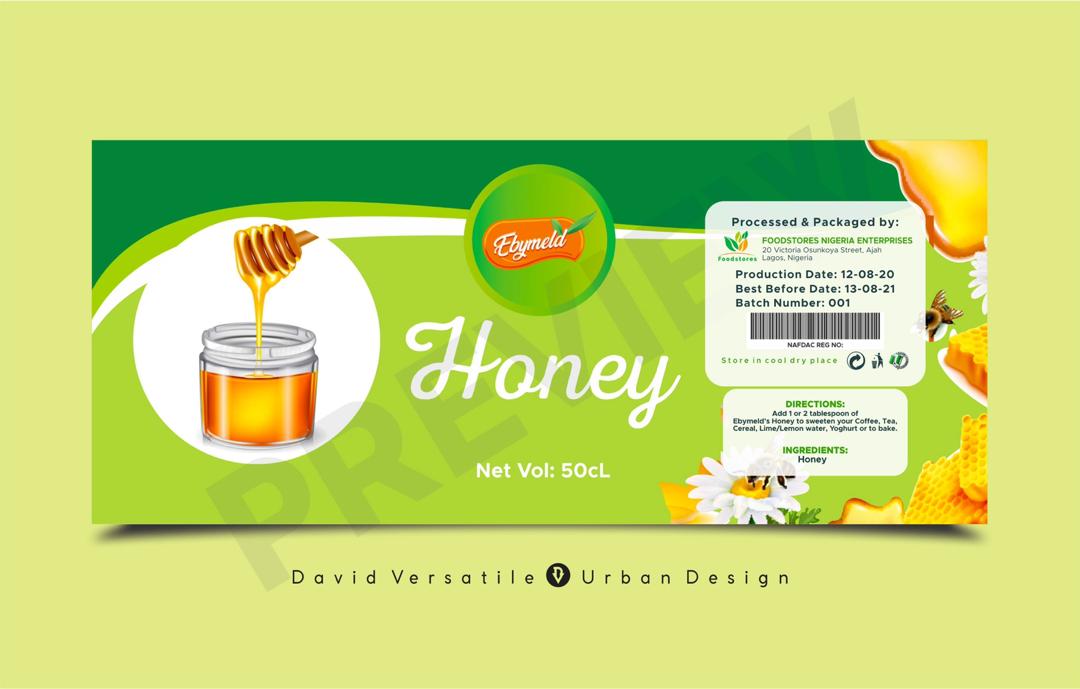 PREVIEW
Ebymeld
Honey
Net Vol: 50cL
Processed & Packaged by:
Foodstores
FOODSTORES NIGERIA ENTERPRISES
20 Victoria Osunkoya Street, Ajah
Lagos, Nigeria
Production Date: 12-08-20
Best Before Date: 13-08-21
Batch Number: 001
NAFDAC REG NO:
Store in cool dry place
DIRECTIONS:
Add 1 or 2 tablespoon of
Ebymeld's Honey to sweeten your Coffee, Tea,
Cereal, Lime/Lemon water, Yoghurt or to bake.
INGREDIENTS:
Honey
David Versatile Urban Design